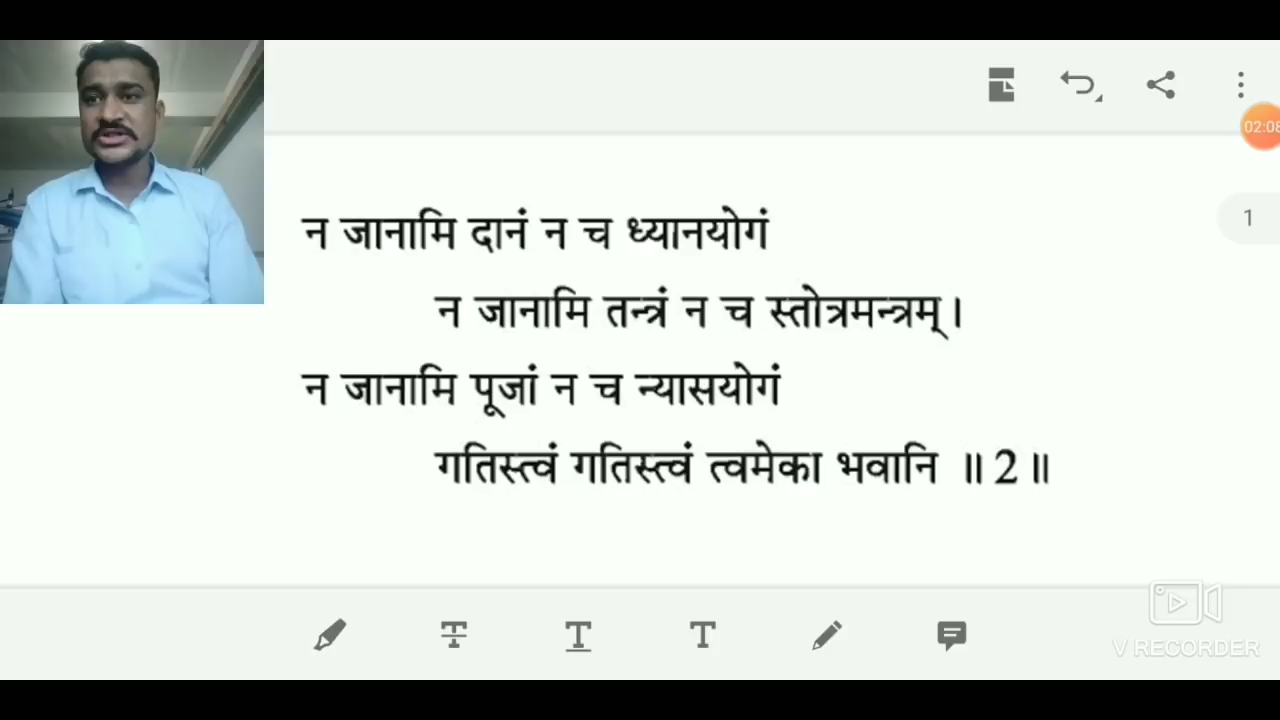 02:08
1
न जानामि दानं न च ध्यानयोगं
न जानामि तन्त्रं न च स्तोत्रमन्त्रम् ।
न जानामि पूजां न च न्यासयोगं
गतिस्त्वं गतिस्त्वं त्वमेका भवानि ॥ 2 ॥
T T T
V RECORDER